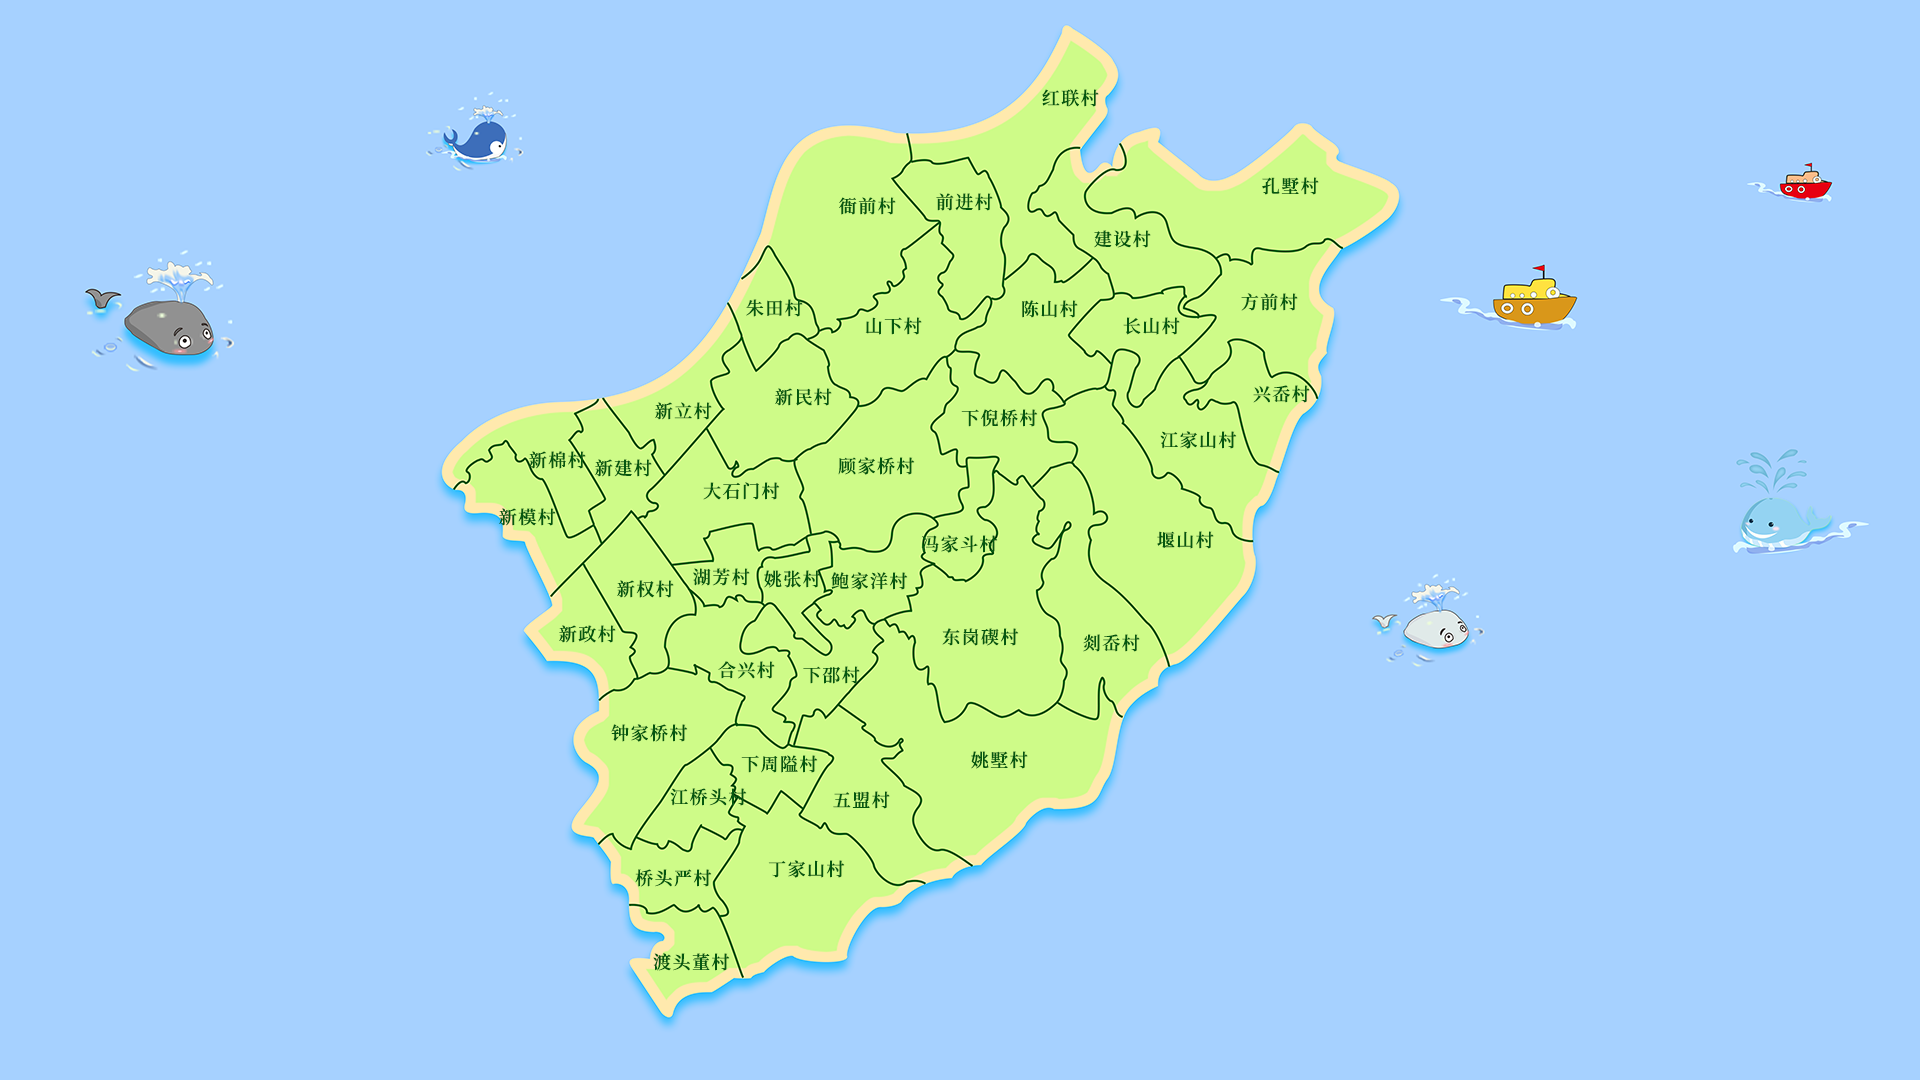 红联村
孔墅村
衙前村
前进村
建设村
方前村
朱田村
山下村
陈山村
长山村
新立村
新民村
下倪桥村
兴岙村
江家山村
新棉村
新建村
大石门村
顾家桥村
新模村
冯家斗村
堰山村
新权村
湖芳村
姚张村
鲍家洋村
新政村
合兴村
下邵村
东岗碶村
剡岙村
钟家桥村
下周隘村
姚墅村
江桥头村
五盟村
桥头严村
丁家山村
渡头董村